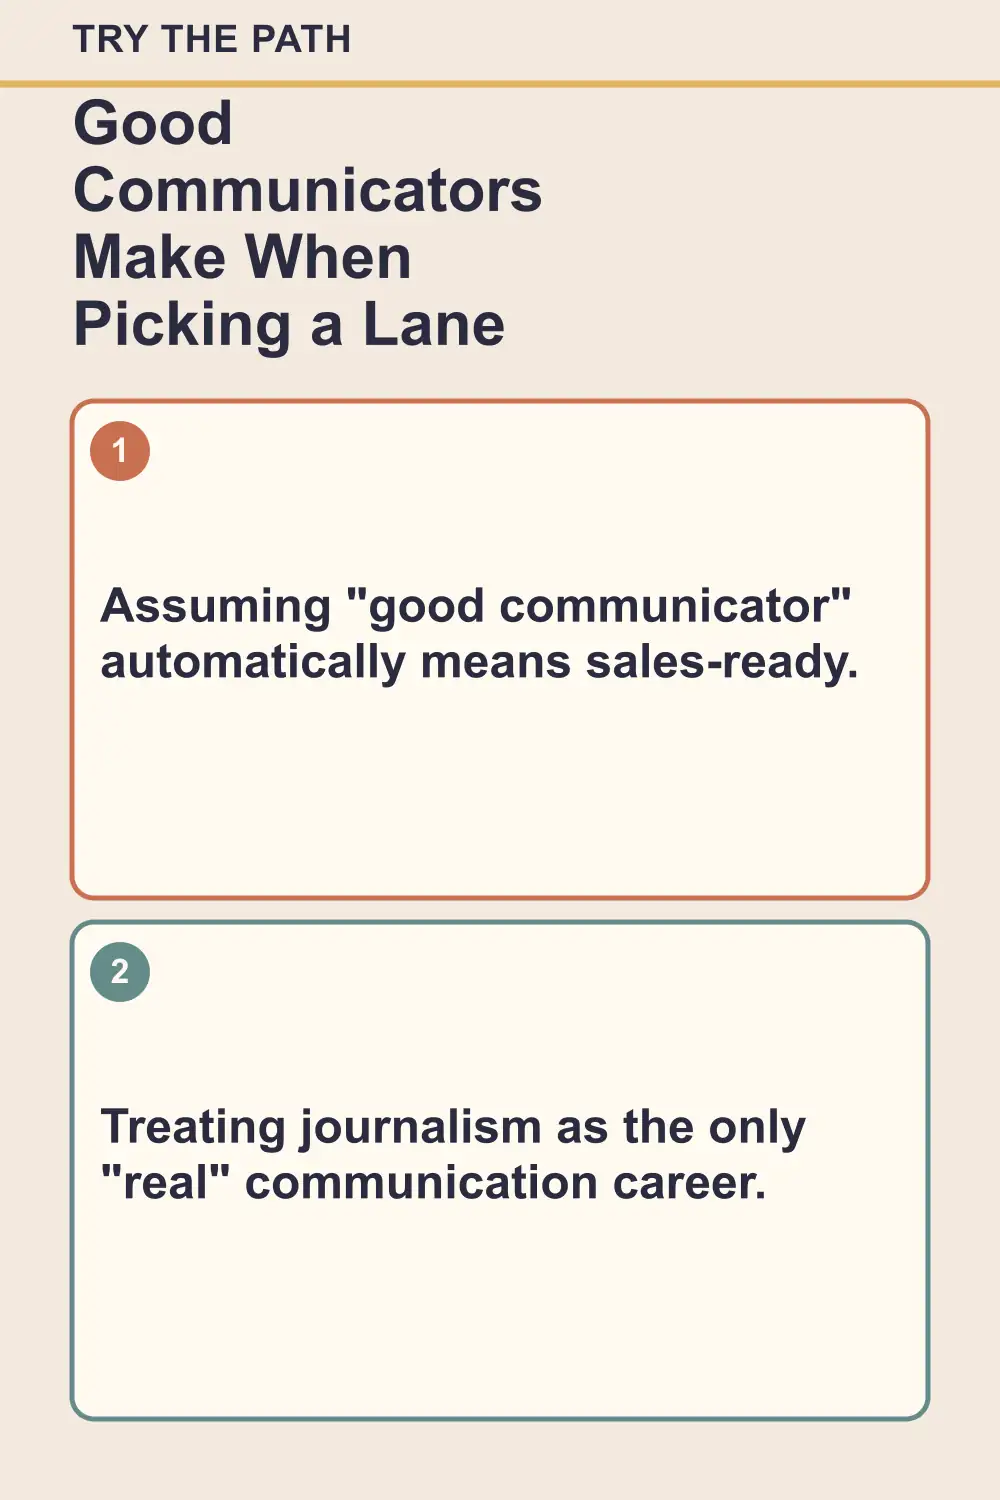 TRY THE PATH
Good
Communicators
Make When
Picking a Lane
1
Assuming "good communicator"
automatically means sales-ready.
2
Treating journalism as the only
"real" communication career.